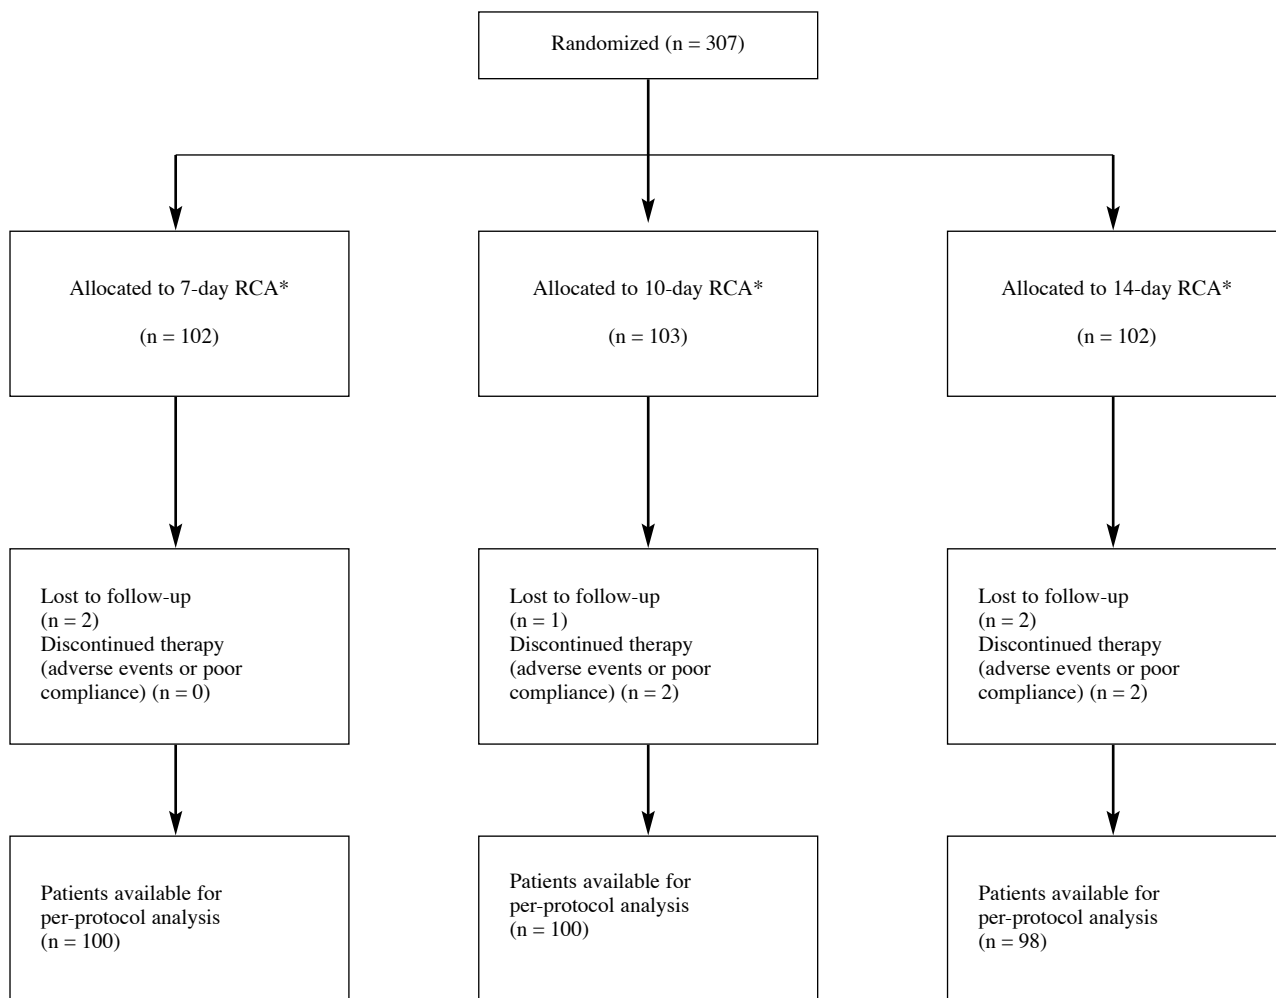 Randomized (n = 307)
Allocated to 7-day RCA*
(n = 102)
Allocated to 10-day RCA*
(n = 103)
Allocated to 14-day RCA*
(n = 102)
Lost to follow-up
(n = 2)
Discontinued therapy
(adverse events or poor
compliance) (n = 0)
Lost to follow-up
(n = 1)
Discontinued therapy
(adverse events or poor
compliance) (n = 2)
Lost to follow-up
(n = 2)
Discontinued therapy
(adverse events or poor
compliance) (n = 2)
Patients available for
per-protocol analysis
(n = 100)
Patients available for
per-protocol analysis
(n = 100)
Patients available for
per-protocol analysis
(n = 98)